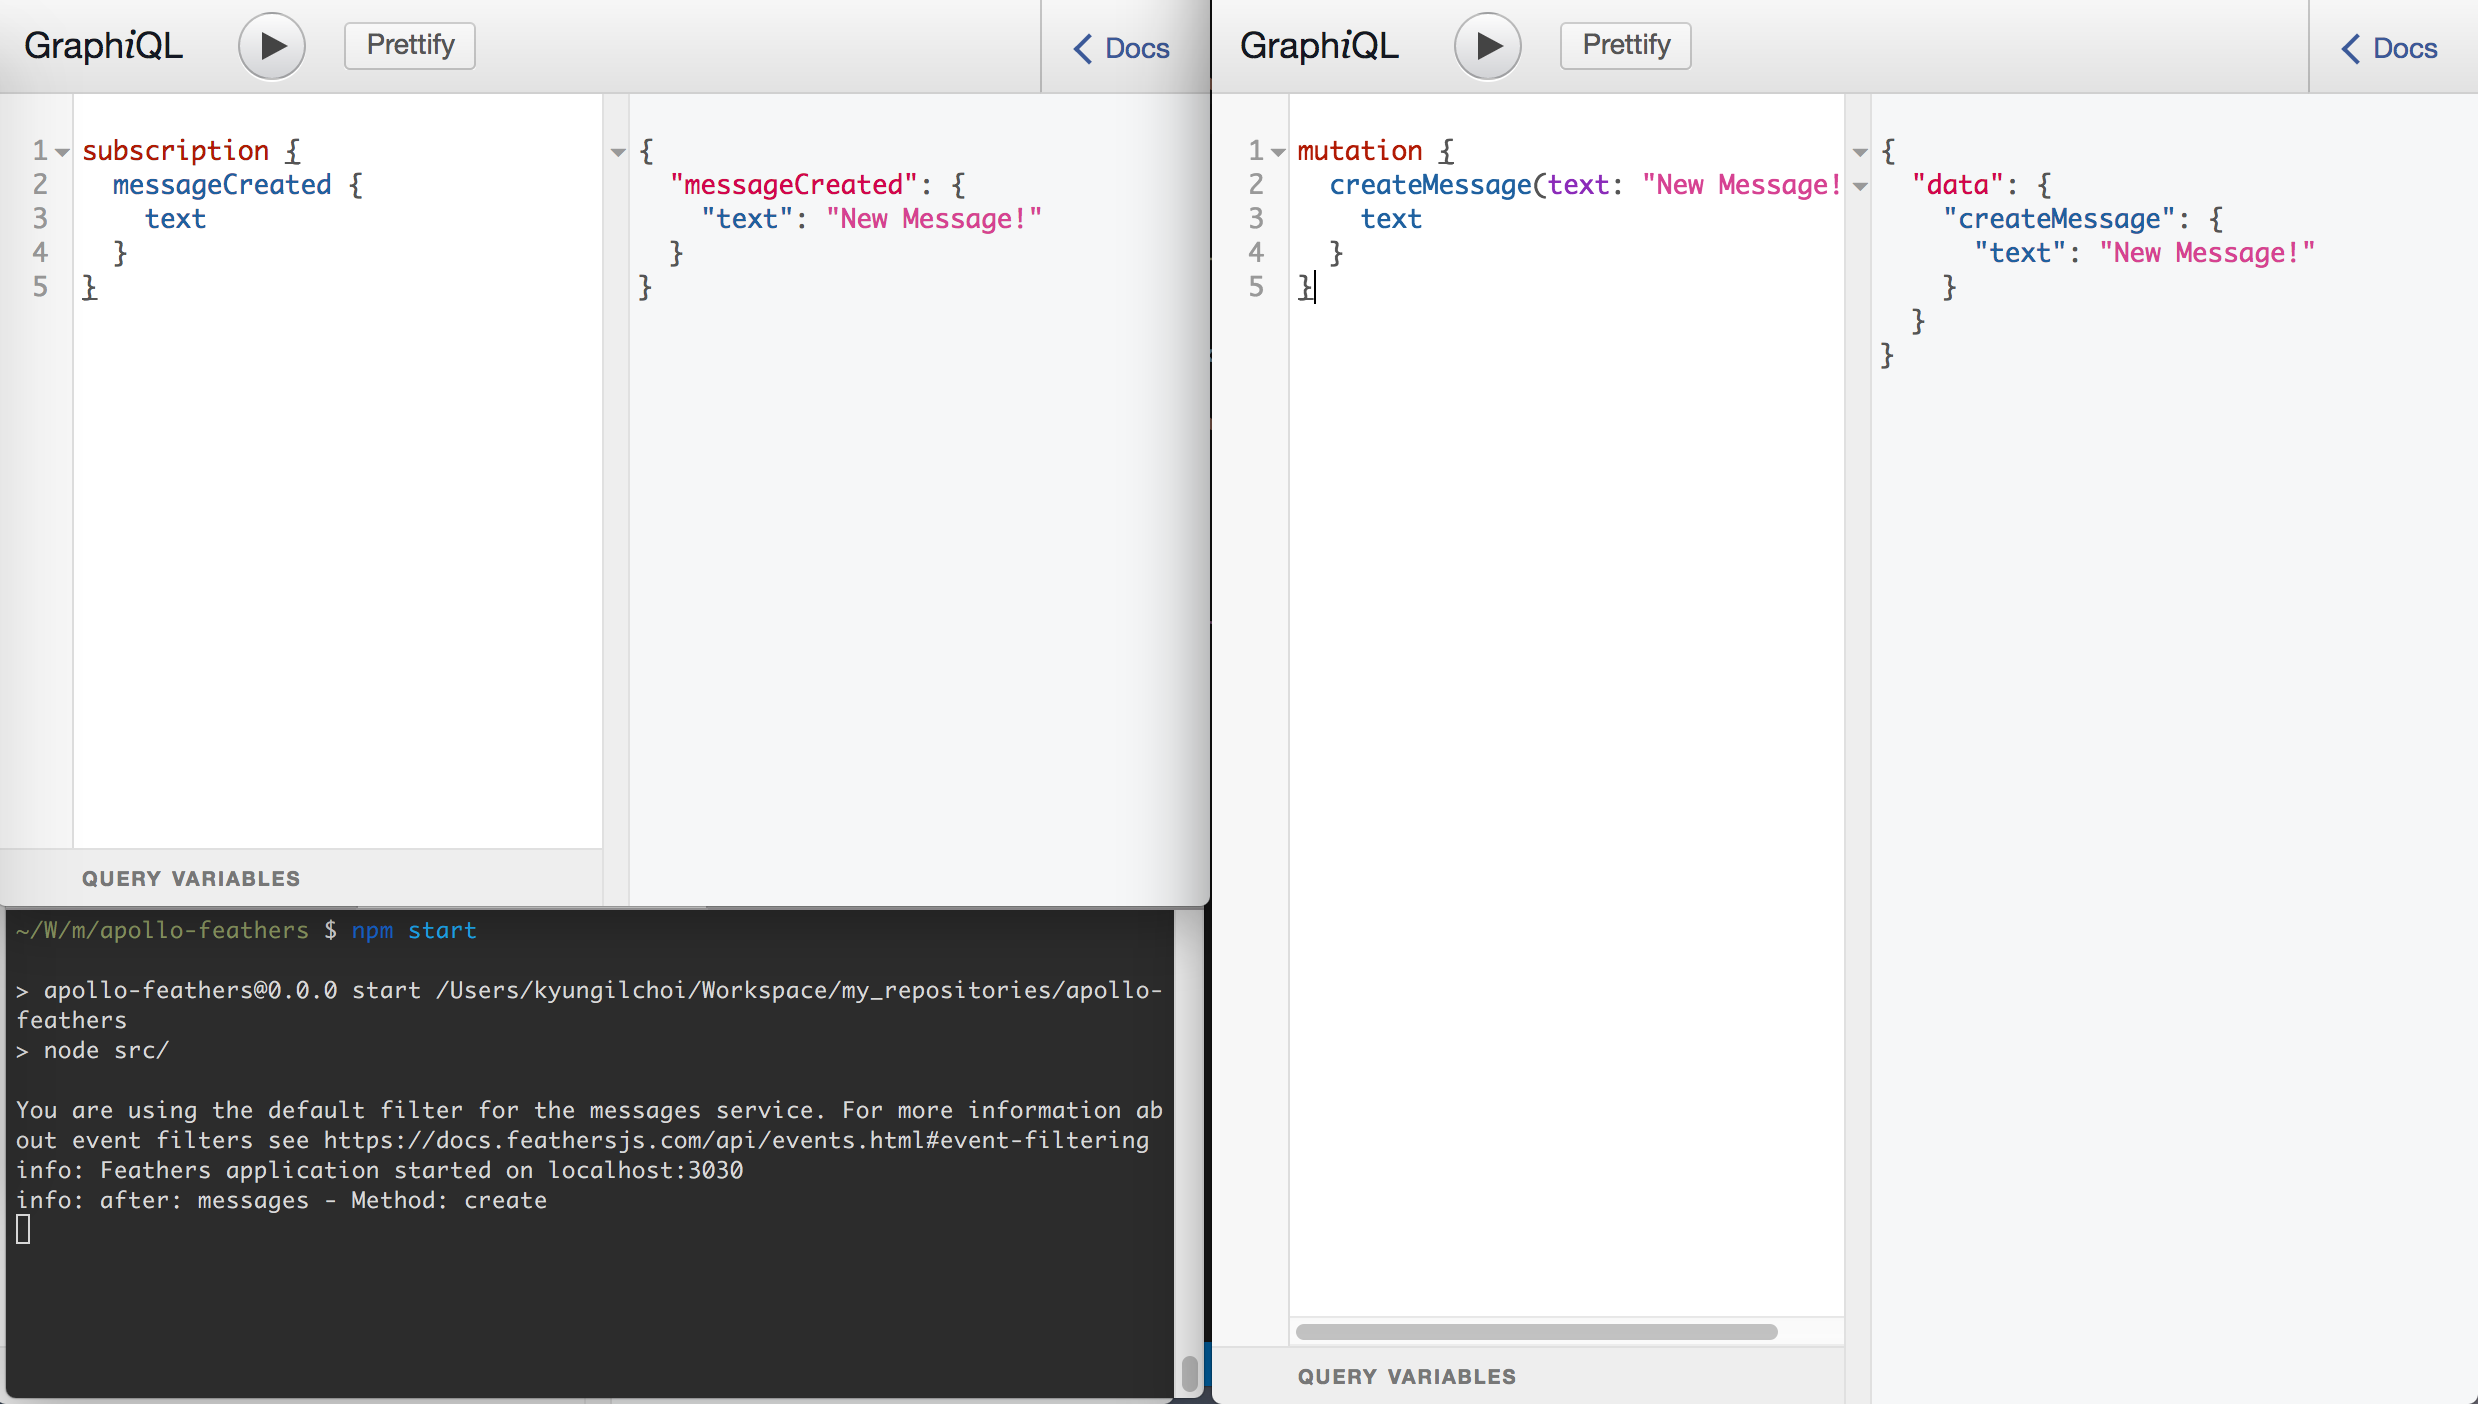 GraphiQL
Prettify
Docs
1 subscription {
2 messageCreated {
3 text
4 }
5 }
{
"messageCreated": {
"text": "New Message!"
}
}
QUERY VARIABLES
~/W/m/apollo-feathers $ npm start
> apollo-feathers@0.0.0 start /Users/kyungilchoi/Workspace/my_repositories/apollo-
feathers
> node src/
You are using the default filter for the messages service. For more information ab
out event filters see https://docs.feathersjs.com/api/events.html#event-filtering
info: Feathers application started on localhost:3030
info: after: messages - Method: create
GraphiQL
Prettify
Docs
1 mutation {
2 createMessage(text: "New Message!
3 text
4 }
5 }
{
"data": {
"createMessage": {
"text": "New Message!"
}
}
}
QUERY VARIABLES